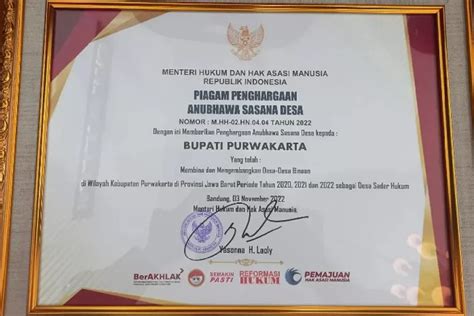 MENTERI HUKUM DAN HAK ASASI MANUSIA
REPUBLIK INDONESIA
PIAGAM PENGHARGAAN
ANUBHAWA SASANA DESA
NOMOR : M.HH-02.HN.04.04 TAHUN 2022
Dengan ini Memberikan Penghargaan Anubhawa Sasana Desa kepada :
BUPATI PURWAKARTA
Yang telah :
Membina dan Mengembangkan Desa-Desa Binaan
di Wilayah Kabupaten Purwakarta di Provinsi Jawa Barat Periode Tahun 2020, 2021 dan 2022 sebagai Desa Sadar Hukum
Bandung, 03 November 2022
Menteri Hukum dan Hak Asasi Manusia
Yasonna H. Laoly
BerAKHLAK
SEMAKIN PASTI
REFORMASI HUKUM
PEMAJUAN
HAK ASASI MANUSIA